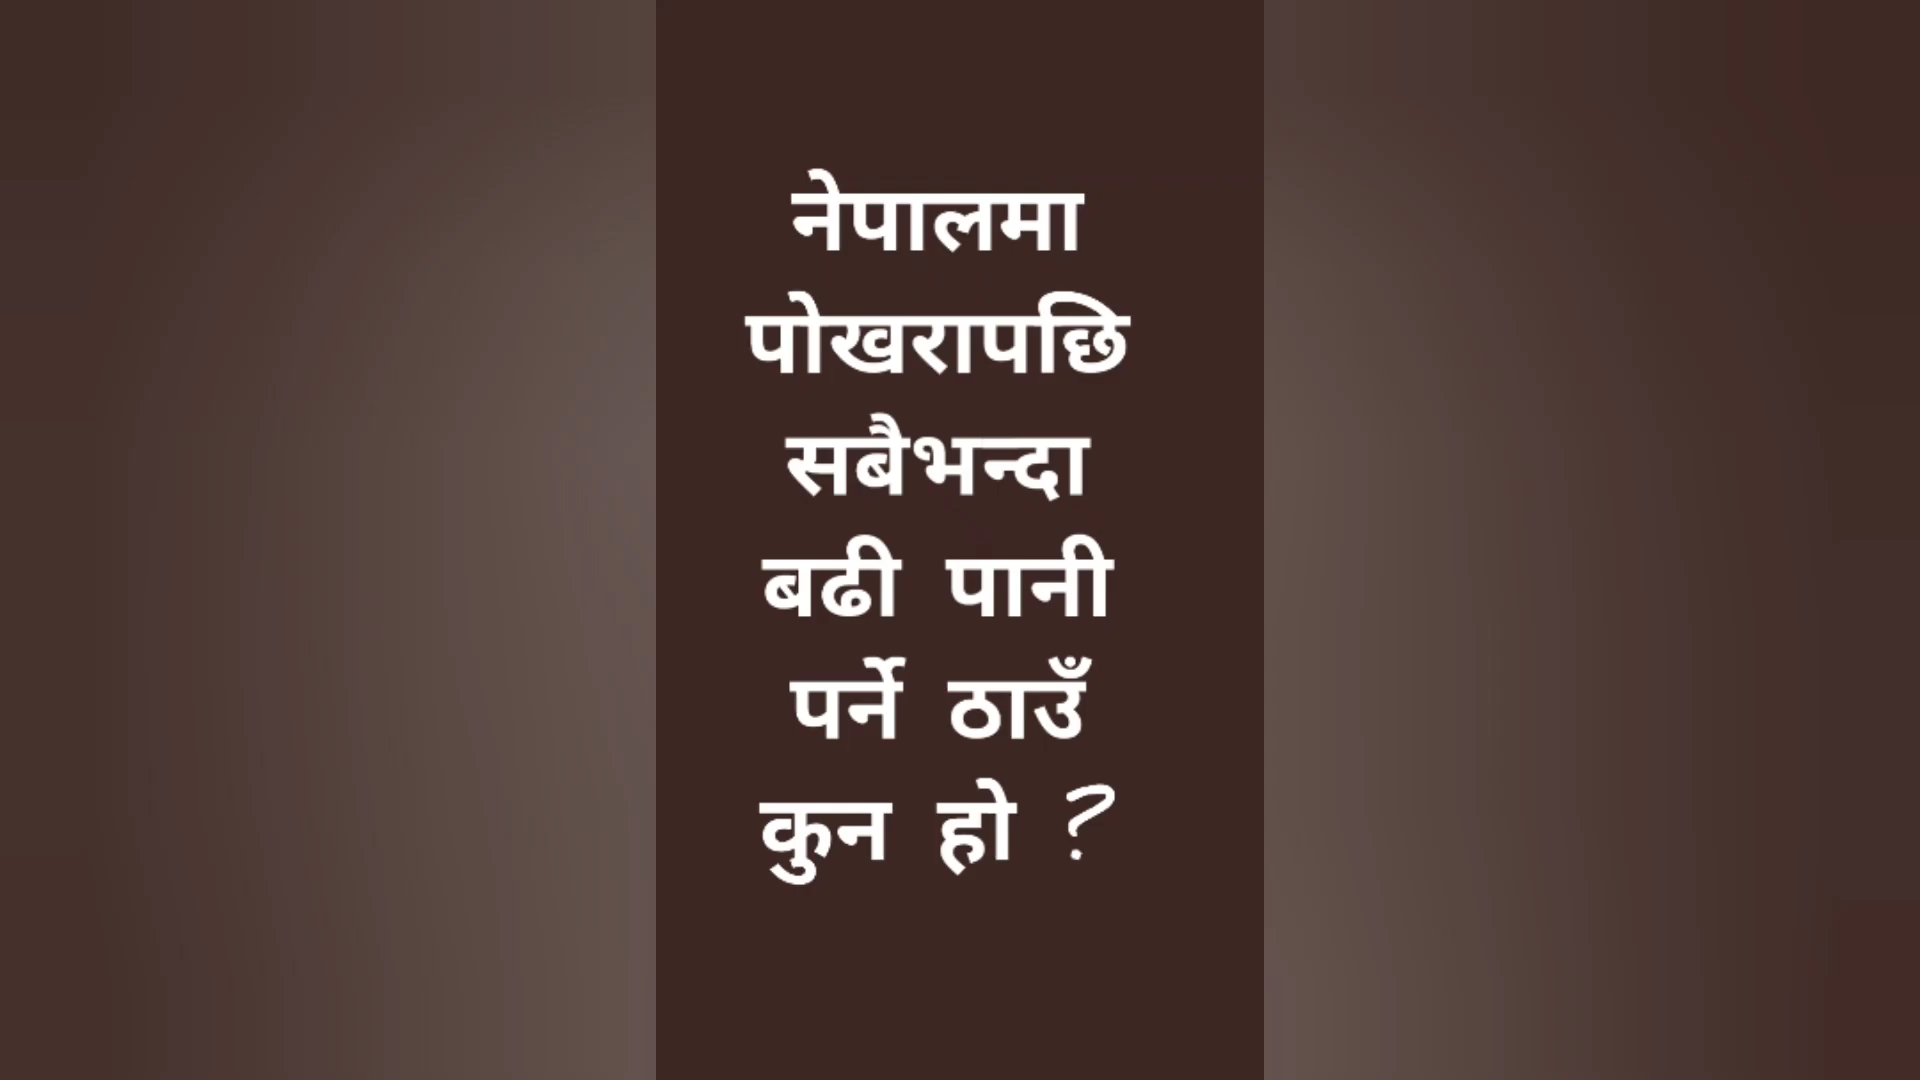 नेपालमा
पोखरापछि
सबैभन्दा
बढी पानी
पर्ने ठाउँ
कुन हो ?